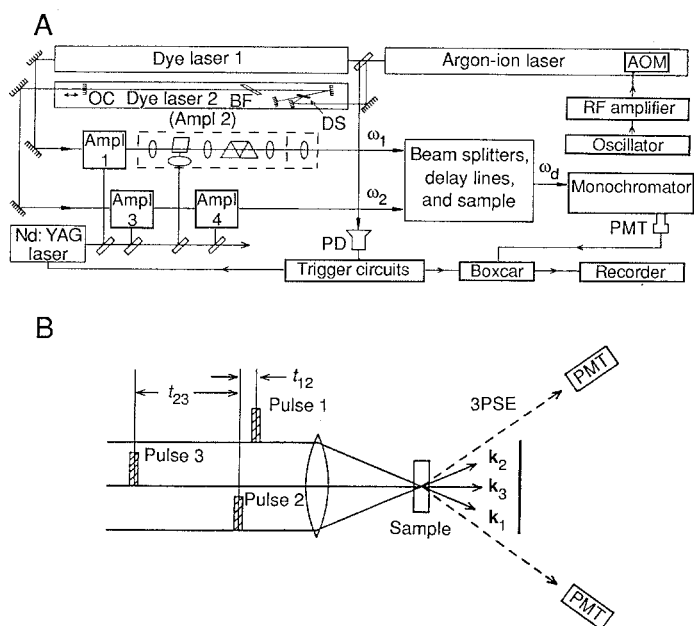 A
Dye laser 1
Argon-ion laser
AOM
OC Dye laser 2 BF
DS
(Ampl 2)
RF amplifier
Oscillator
Ampl
1
ω1
Beam splitters,
delay lines,
and sample
ωd
Monochromator
Ampl
3
Ampl
4
ω2
PMT
Nd: YAG
laser
PD
Trigger circuits
Boxcar
Recorder
B
t23
t12
Pulse 1
Pulse 3
Pulse 2
3PSE
PMT
k2
k3
k1
Sample
PMT